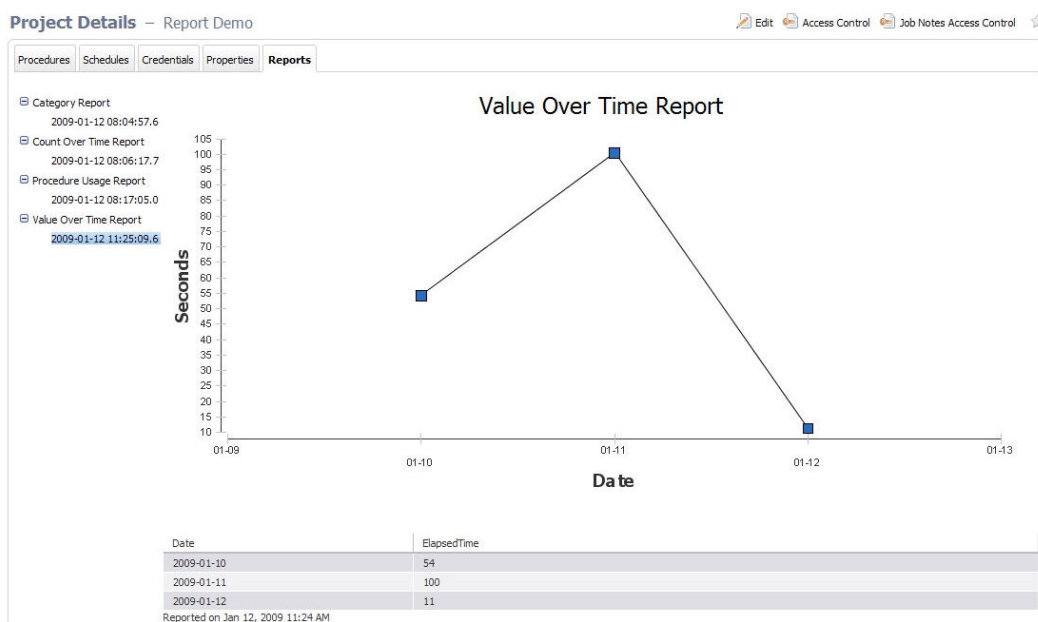 Project Details – Report Demo
Edit Access Control Job Notes Access Control
Procedures Schedules Credentials Properties Reports
Category Report
2009-01-12 08:04:57.6
Count Over Time Report
2009-01-12 08:06:17.7
Procedure Usage Report
2009-01-12 08:17:05.0
Value Over Time Report
2009-01-12 11:25:09.6
Value Over Time Report
Seconds
105
100
95
90
85
80
75
70
65
60
55
50
45
40
35
30
25
20
15
10
01-09 01-10 01-11 01-12 01-13
Date
Date ElapsedTime
2009-01-10 54
2009-01-11 100
2009-01-12 11
Reported on Jan 12, 2009 11:24 AM